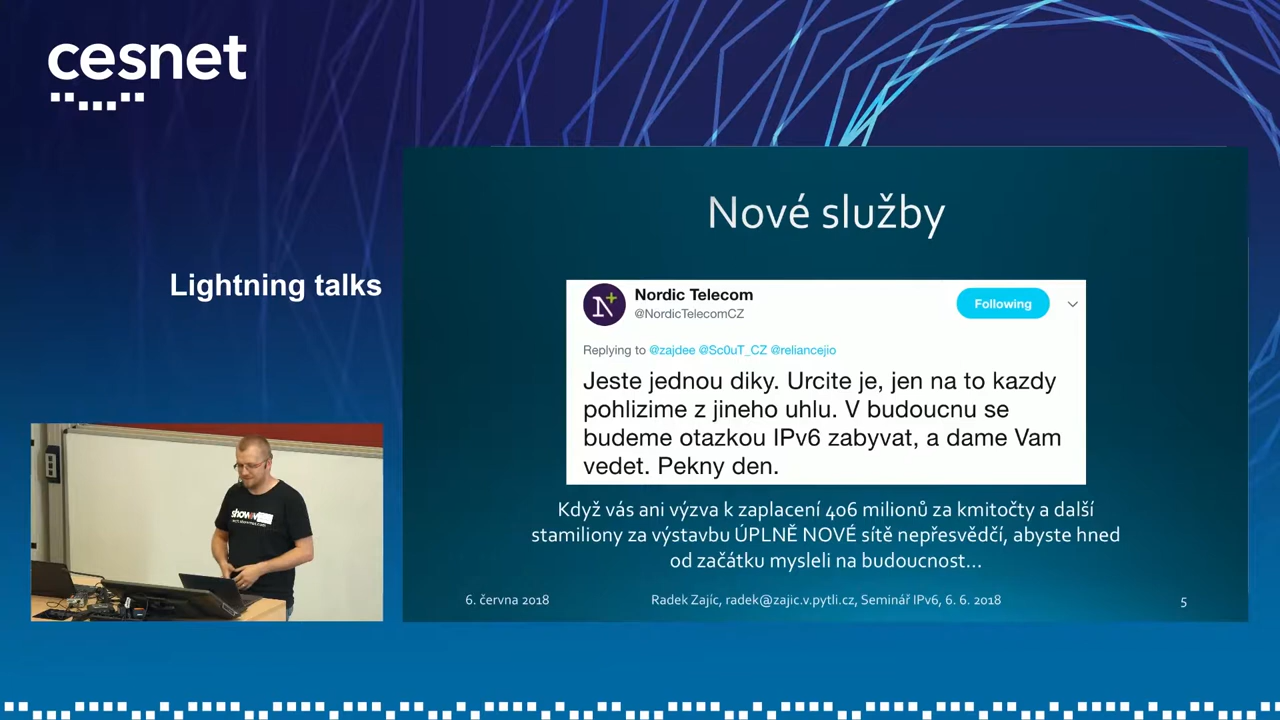 cesnet
Lightning talks
Nové služby
Nordic Telecom
@NordicTelecomCZ
Following
Replying to @zajdee @Sc0uT_CZ @reliancejio
Jeste jednou diky. Urcite je, jen na to kazdy
pohlizime z jineho uhlu. V budoucnu se
budeme otazkou IPv6 zabyvat, a dame Vam
vedet. Pekny den.
Když vás ani výzva k zaplacení 406 milionů za kmitočty a další
stamiliony za výstavbu ÚPLNĚ NOVÉ sítě nepřesvědčí, abyste hned
od začátku mysleli na budoucnost...
6. června 2018
Radek Zajíc, radek@zajic.v.pytli.cz, Seminář IPv6, 6. 6. 2018
5